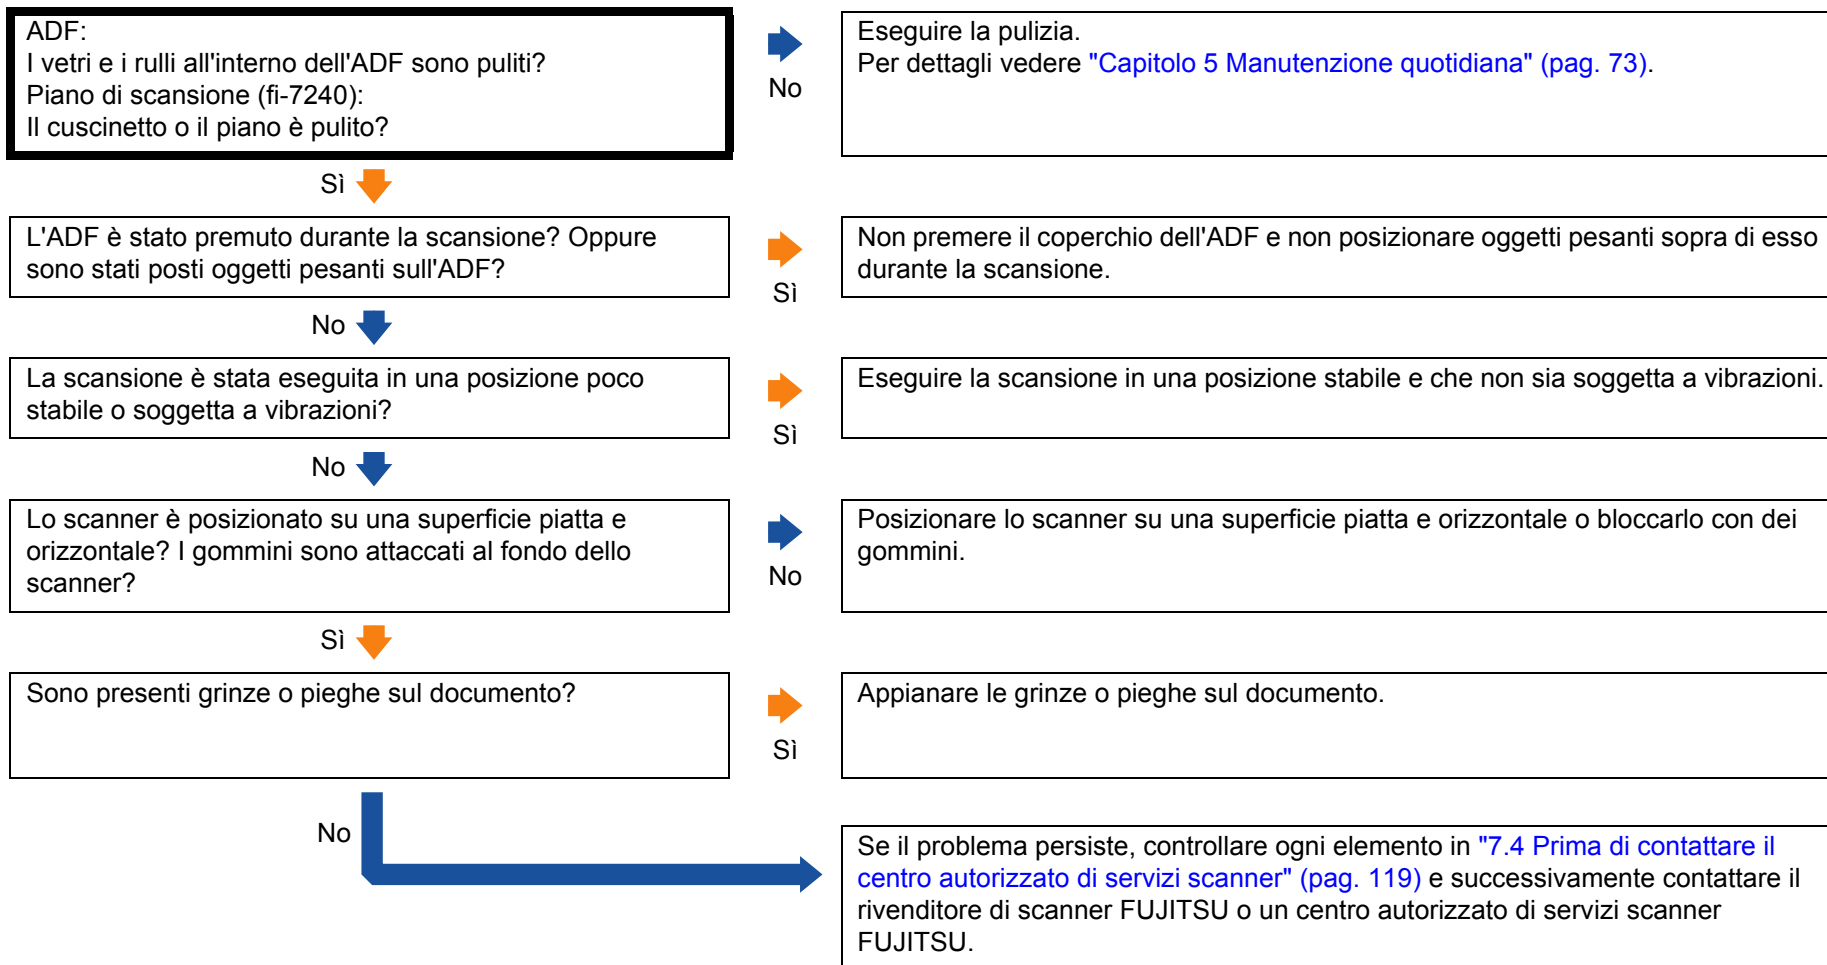 ADF:
I vetri e i rulli all'interno dell'ADF sono puliti?
Piano di scansione (fi-7240):
Il cuscinetto o il piano è pulito?
No
Eseguire la pulizia.
Per dettagli vedere "Capitolo 5 Manutenzione quotidiana" (pag. 73).
Sì
L'ADF è stato premuto durante la scansione? Oppure
sono stati posti oggetti pesanti sull'ADF?
Sì
Non premere il coperchio dell'ADF e non posizionare oggetti pesanti sopra di esso
durante la scansione.
No
La scansione è stata eseguita in una posizione poco
stabile o soggetta a vibrazioni?
Sì
Eseguire la scansione in una posizione stabile e che non sia soggetta a vibrazioni.
No
Lo scanner è posizionato su una superficie piatta e
orizzontale? I gommini sono attaccati al fondo dello
scanner?
No
Posizionare lo scanner su una superficie piatta e orizzontale o bloccarlo con dei
gommini.
Sì
Sono presenti grinze o pieghe sul documento?
Sì
Appianare le grinze o pieghe sul documento.
No
Se il problema persiste, controllare ogni elemento in "7.4 Prima di contattare il
centro autorizzato di servizi scanner" (pag. 119) e successivamente contattare il
rivenditore di scanner FUJITSU o un centro autorizzato di servizi scanner
FUJITSU.